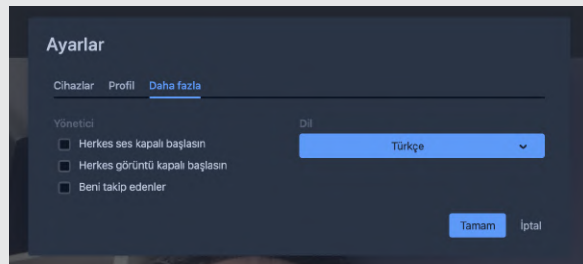 Ayarlar
Cihazlar Profil Daha fazla
Yönetici
Herkes ses kapalı başlasın
Herkes görüntü kapalı başlasın
Beni takip edenler
Dil
Türkçe
Tamam İptal